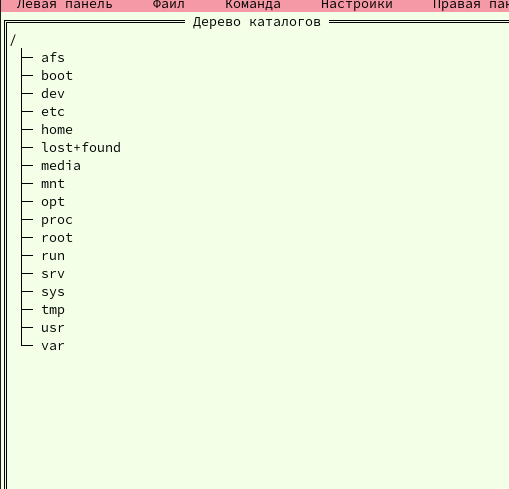 Левая панель Файл Команда Настройки Правая
Дерево каталогов
/
afs
boot
dev
etc
home
lost+found
media
mnt
opt
proc
root
run
srv
sys
tmp
usr
var